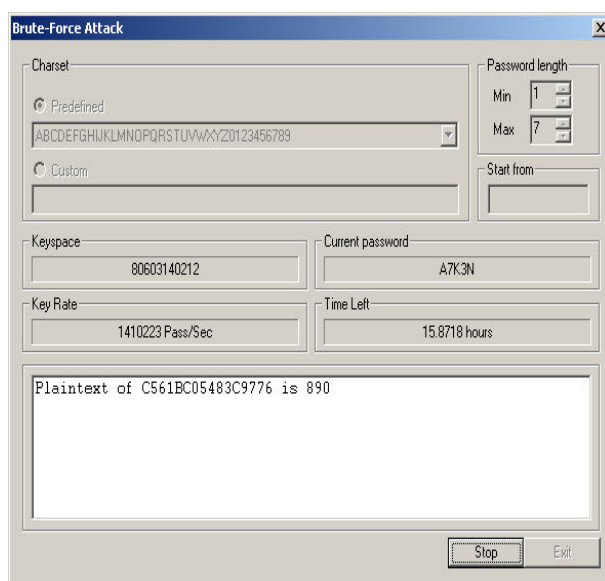 Brute-Force Attack
Charset
Predefined
ABCDEFGHIJKLMNOPQRSTUVWXYZ0123456789
Custom
Password length
Min 1
Max 7
Start from
Keyspace
80603140212
Current password
A7K3N
Key Rate
1410223 Pass/Sec
Time Left
15.8718 hours
Plaintext of C561BC05483C9776 is 890
Stop
Exit